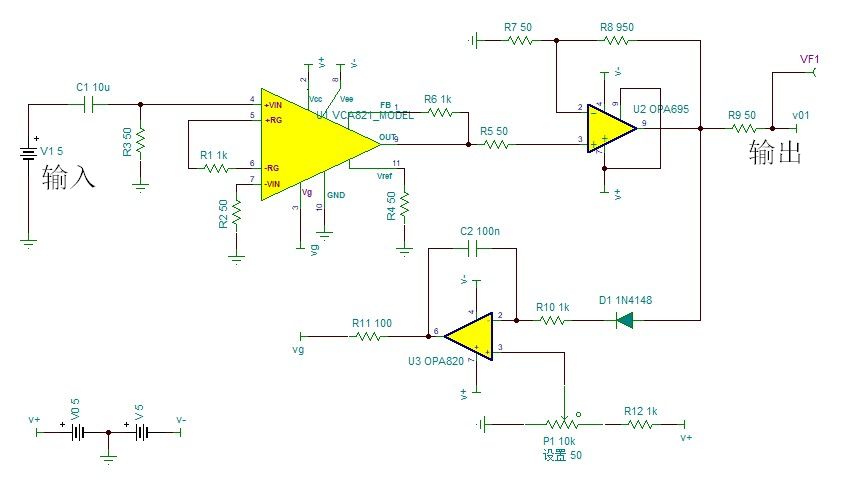 R7 50
R8 950
VF1
v+
v-
C1 10u
2
8
Vcc
Vee
4
+VIN
FB
1
U1 VCA821_MODEL
R6 1k
v-
2
4
9
U2 OPA695
5
+RG
V1 5
R3 50
OUT
9
R5 50
3
7
9
R9 50
v01
输入
R1 1k
6
-RG
7
-VIN
11
Vref
输出
Vg
GND
v+
R2 50
3
10
R4 50
vg
C2 100n
v-
4
R10 1k
D1 1N4148
2
R11 100
6
vg
3
U3 OPA820
7
v+
V0 5
V 5
v+
v-
R12 1k
P1 10k
v+
设置 50